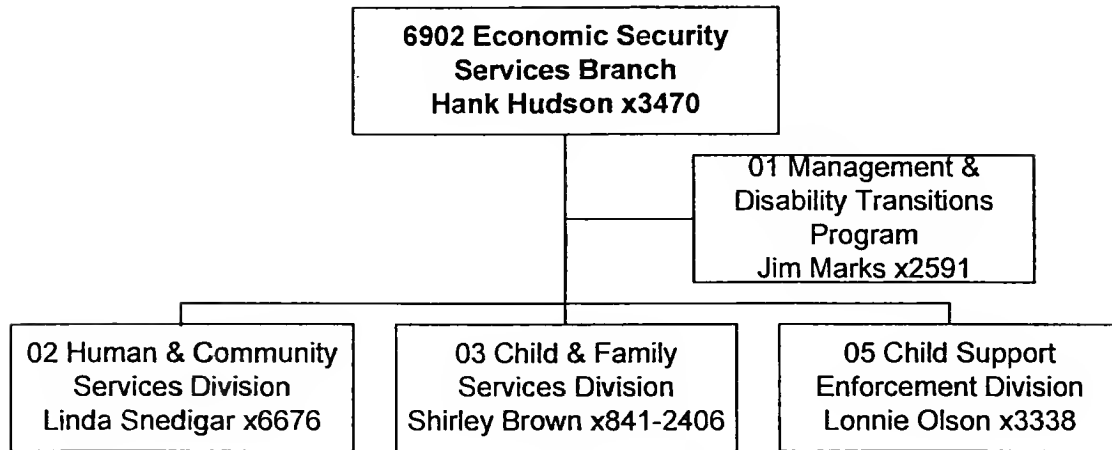 6902 Economic Security
Services Branch
Hank Hudson x3470
01 Management &
Disability Transitions
Program
Jim Marks x2591
02 Human & Community
Services Division
Linda Snedigar x6676
03 Child & Family
Services Division
Shirley Brown x841-2406
05 Child Support
Enforcement Division
Lonnie Olson x3338